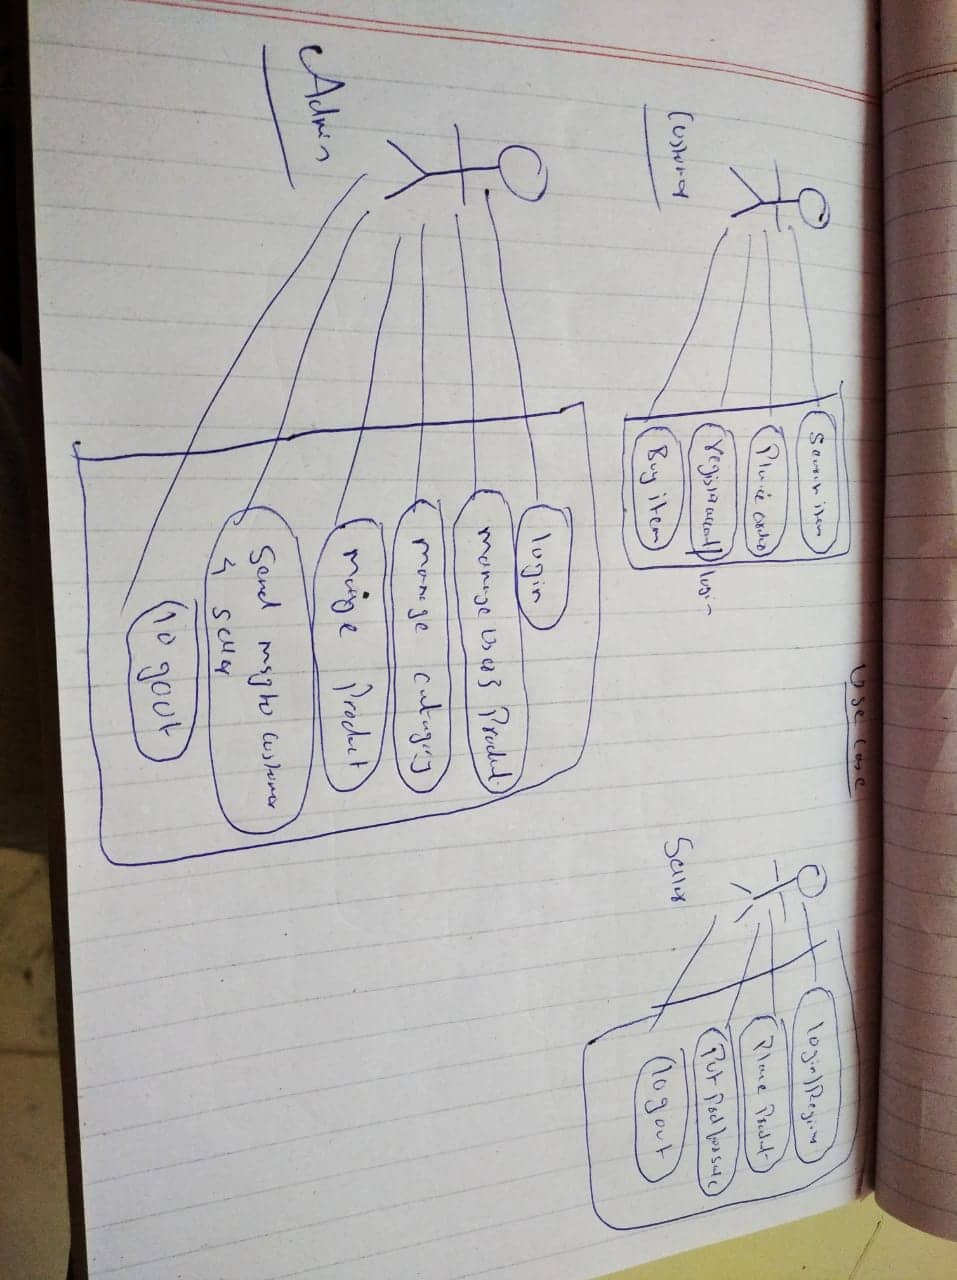 Use Case
Customer
Search item
Place order
register account / login
Buy item
Seller
login/Register
Place Product
Put Pod for sale
logout
Admin
login
manage Users Product
manage category
manage Product
Send msg to customer
& seller
logout